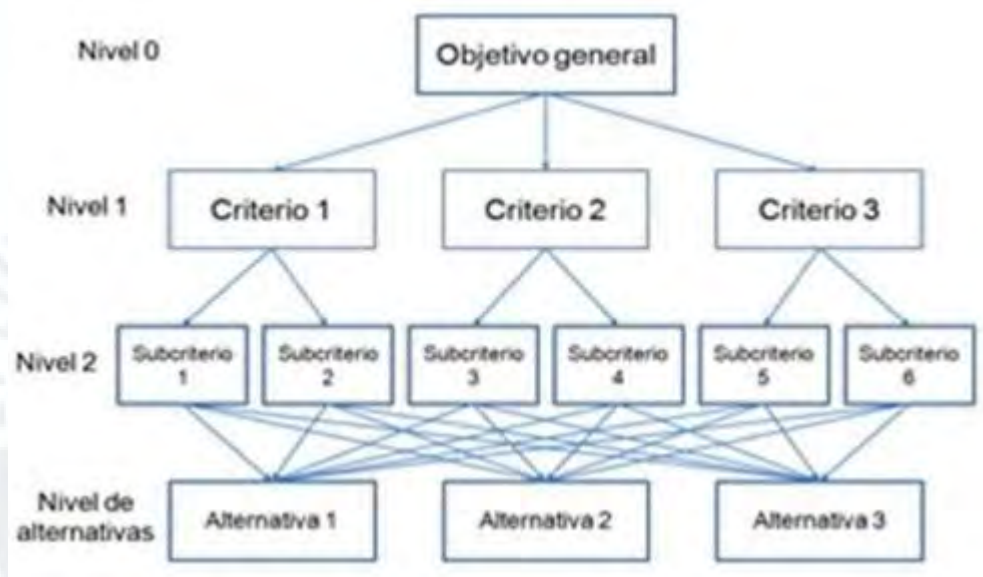 Nivel 0
Objetivo general
Nivel 1
Criterio 1
Criterio 2
Criterio 3
Nivel 2
Subcriterio
1
Subcriterio
2
Subcriterio
3
Subcriterio
4
Subcriterio
5
Subcriterio
6
Nivel de
alternativas
Alternativa 1
Alternativa 2
Alternativa 3